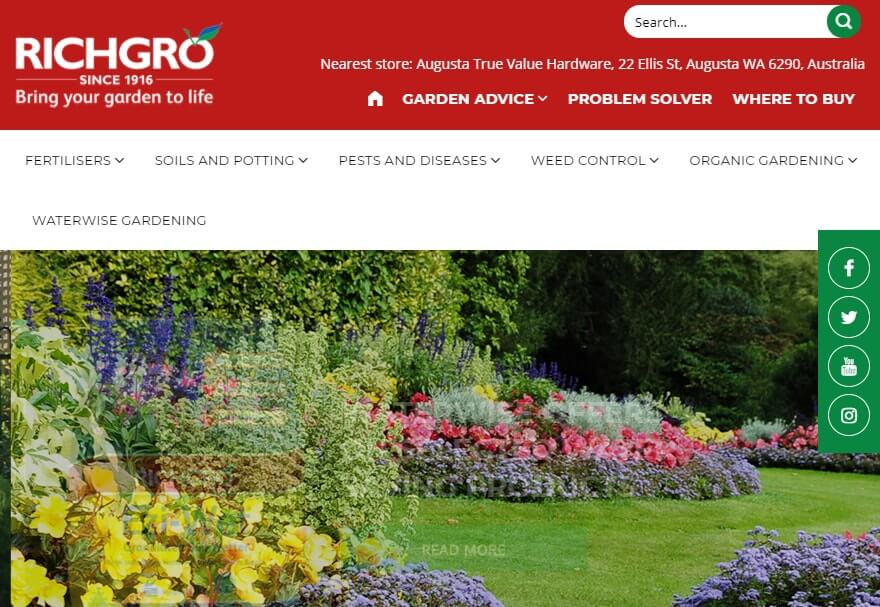 Search...
RICHGRO
SINCE 1916
Bring your garden to life
Nearest store: Augusta True Value Hardware, 22 Ellis St, Augusta WA 6290, Australia
GARDEN ADVICE
PROBLEM SOLVER
WHERE TO BUY
FERTILISERS
SOILS AND POTTING
PESTS AND DISEASES
WEED CONTROL
ORGANIC GARDENING
WATERWISE GARDENING
You
Tube
READ MORE